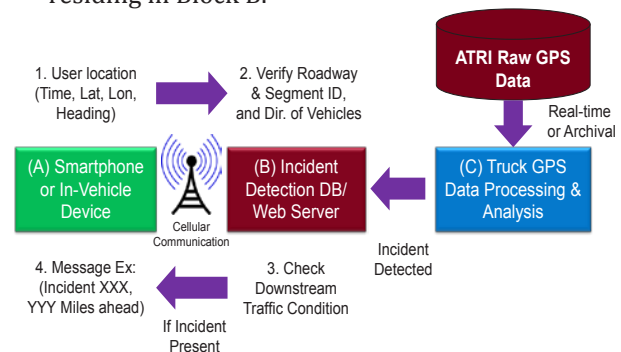 residing in Block B.
ATRI Raw GPS
Data
1. User location
(Time, Lat, Lon,
Heading)
2. Verify Roadway
& Segment ID,
and Dir. of Vehicles
Real-time
or Archival
(A) Smartphone
or In-Vehicle
Device
Cellular
Communication
(B) Incident
Detection DB/
Web Server
(C) Truck GPS
Data Processing &
Analysis
Incident
Detected
4. Message Ex:
(Incident XXX,
YYY Miles ahead)
3. Check
Downstream
Traffic Condition
If Incident
Present